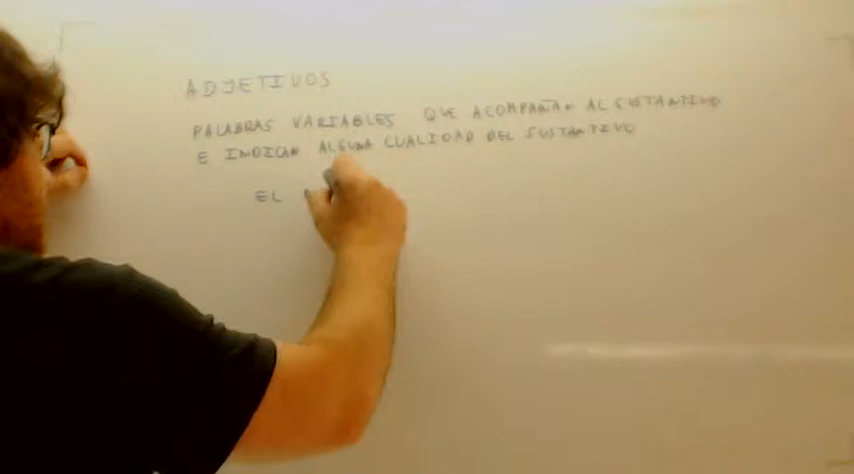 ADJETIVOS
PALABRAS VARIABLES QUE ACOMPAÑAN AL SUSTANTIVO
E INDICAN ALGUNA CUALIDAD DEL SUSTANTIVO
EL